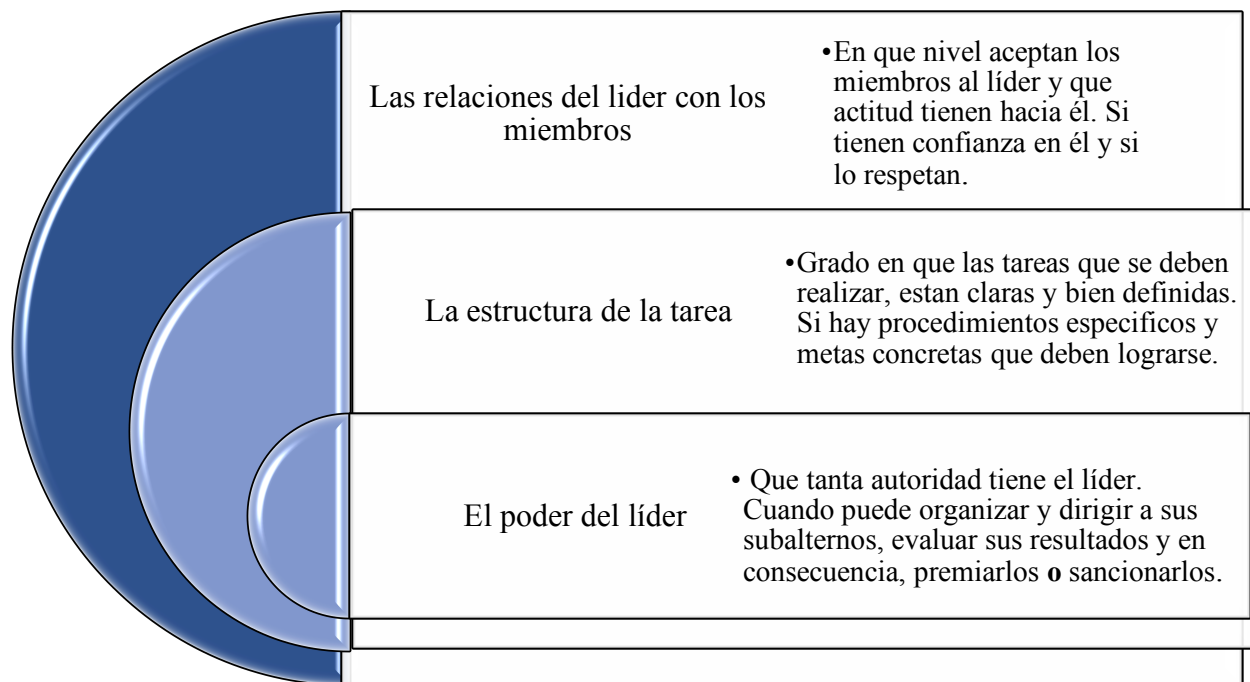 Las relaciones del lider con los
miembros
•En que nivel aceptan los
miembros al líder y que
actitud tienen hacia él. Si
tienen confianza en él y si
lo respetan.
La estructura de la tarea
•Grado en que las tareas que se deben
realizar, estan claras y bien definidas.
Si hay procedimientos especificos y
metas concretas que deben lograrse.
El poder del líder
• Que tanta autoridad tiene el líder.
Cuando puede organizar y dirigir a sus
subalternos, evaluar sus resultados y en
consecuencia, premiarlos o sancionarlos.